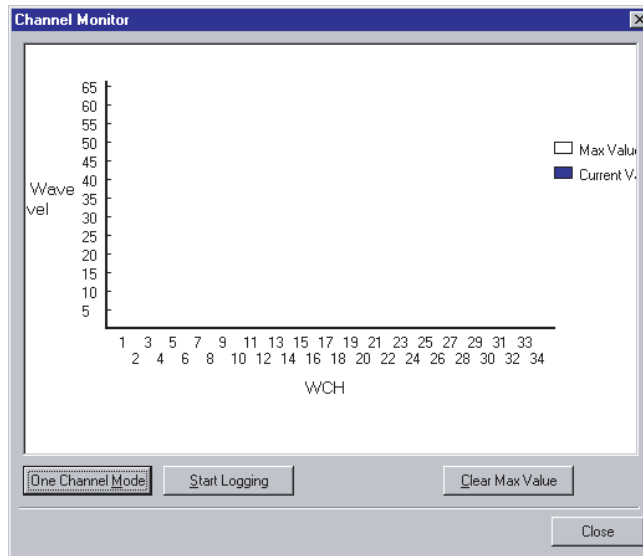 Channel Monitor
65
60
55
50
45
40
35
30
25
20
15
10
5
Wave
vel
Max Value
Current Va
1 3 5 7 9 11 13 15 17 19 21 23 25 27 29 31 33
2 4 6 8 10 12 14 16 18 20 22 24 26 28 30 32 34
WCH
One Channel Mode
Start Logging
Clear Max Value
Close